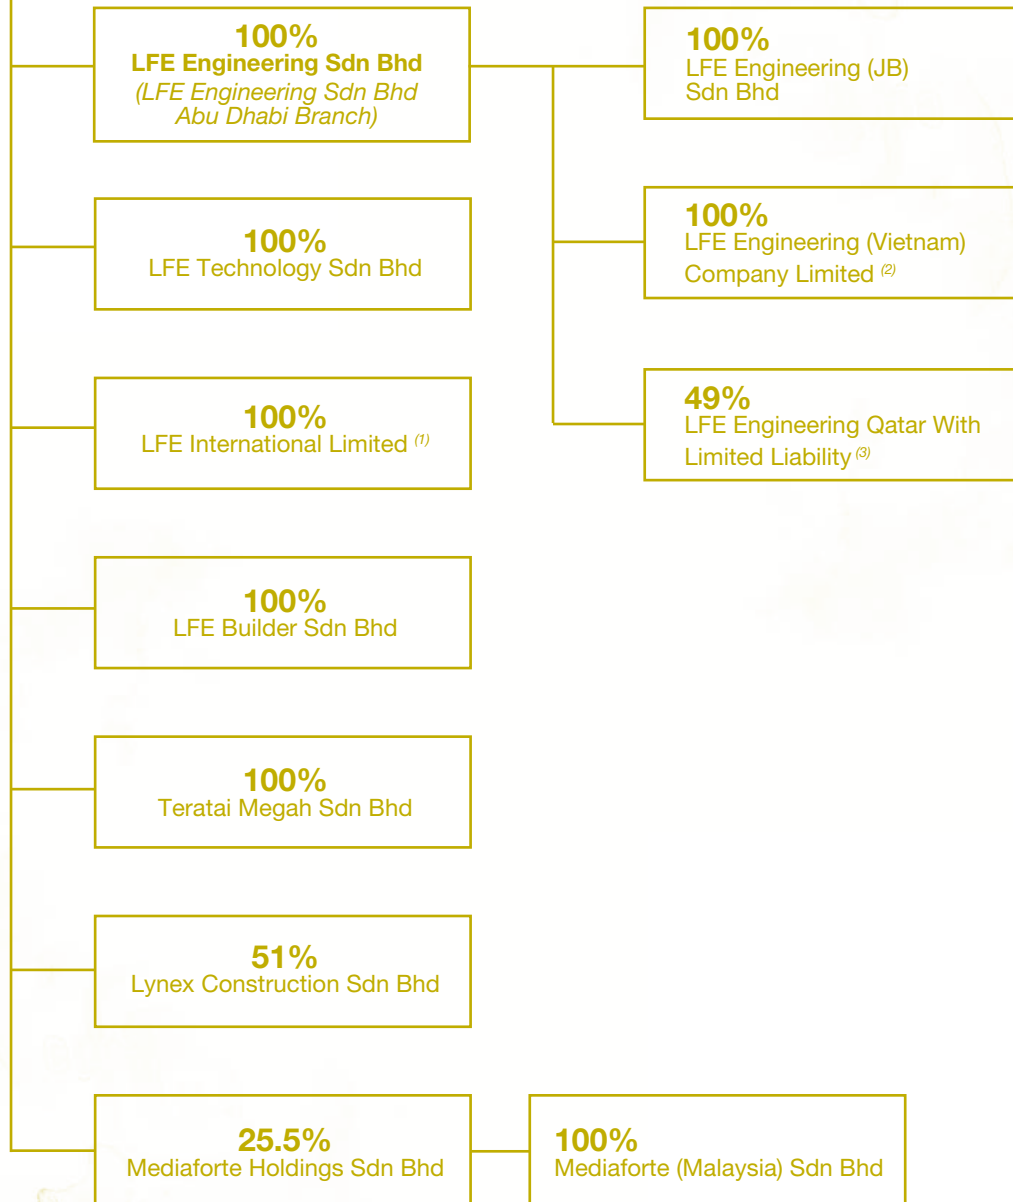 100%
LFE Engineering Sdn Bhd
(LFE Engineering Sdn Bhd
Abu Dhabi Branch)
100%
LFE Engineering (JB)
Sdn Bhd
100%
LFE Engineering (Vietnam)
Company Limited (2)
49%
LFE Engineering Qatar With
Limited Liability (3)
100%
LFE Technology Sdn Bhd
100%
LFE International Limited (1)
100%
LFE Builder Sdn Bhd
100%
Teratai Megah Sdn Bhd
51%
Lynex Construction Sdn Bhd
25.5%
Mediaforte Holdings Sdn Bhd
100%
Mediaforte (Malaysia) Sdn Bhd